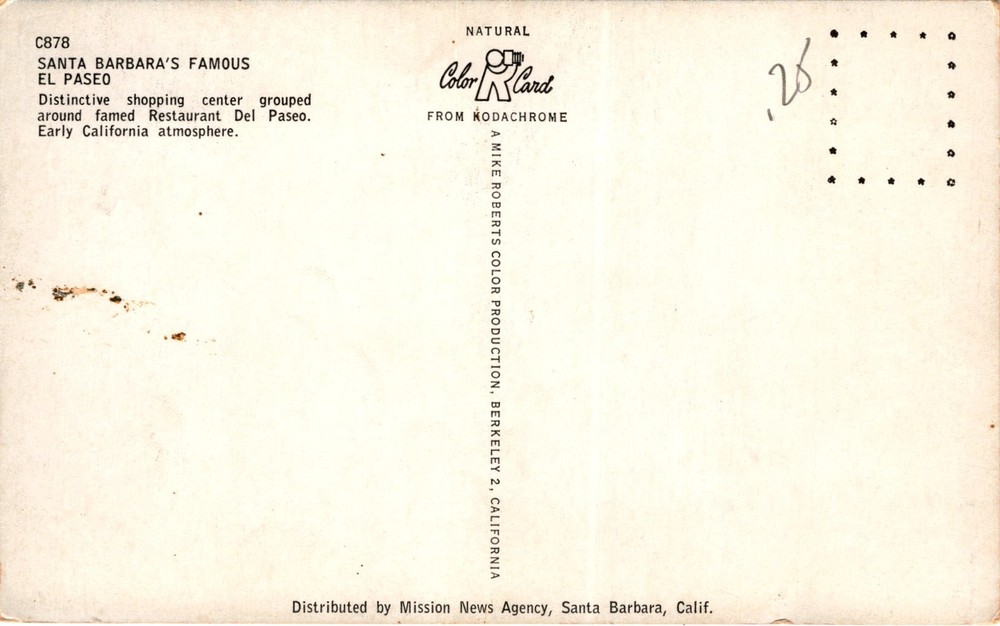 C878
SANTA BARBARA'S FAMOUS
EL PASEO
Distinctive shopping center grouped
around famed Restaurant Del Paseo.
Early California atmosphere.
NATURAL
Color Card
FROM KODACHROME
A MIKE ROBERTS COLOR PRODUCTION, BERKELEY 2, CALIFORNIA
.25
Distributed by Mission News Agency, Santa Barbara, Calif.